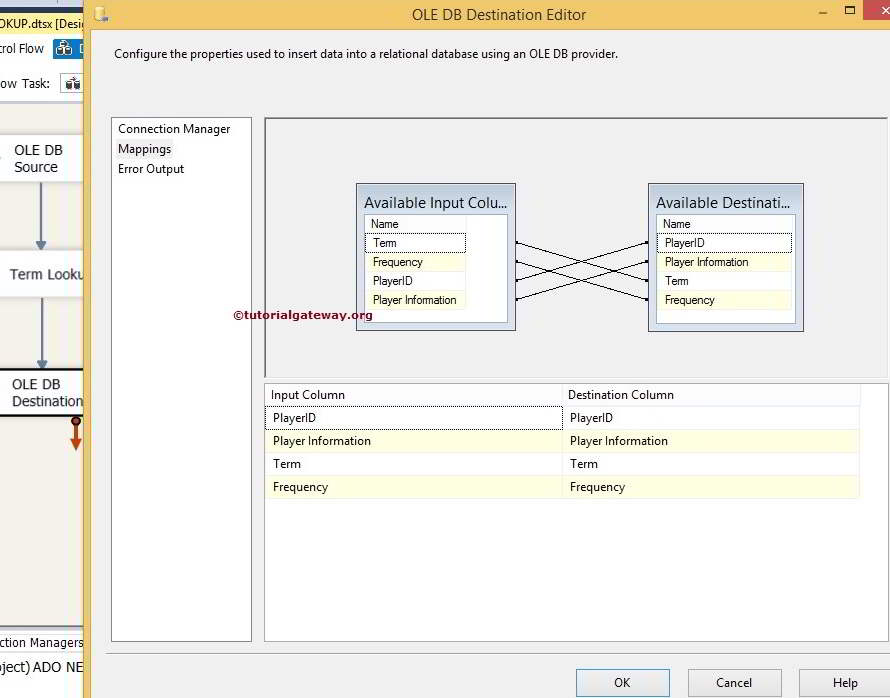 OLE DB Destination Editor
OKUP.dtsx [Desi
rol Flow
ow Task:
OLE DB
Source
Term Looku
OLE DB
Destination
ction Managers
ject) ADO NE
Configure the properties used to insert data into a relational database using an OLE DB provider.
Connection Manager
Mappings
Error Output
Available Input Colu...
Name
Term
Frequency
PlayerID
Player Information
Available Destinati...
Name
PlayerID
Player Information
Term
Frequency
©tutorialgateway.org
Input Column Destination Column
PlayerID PlayerID
Player Information Player Information
Term Term
Frequency Frequency
OK Cancel Help